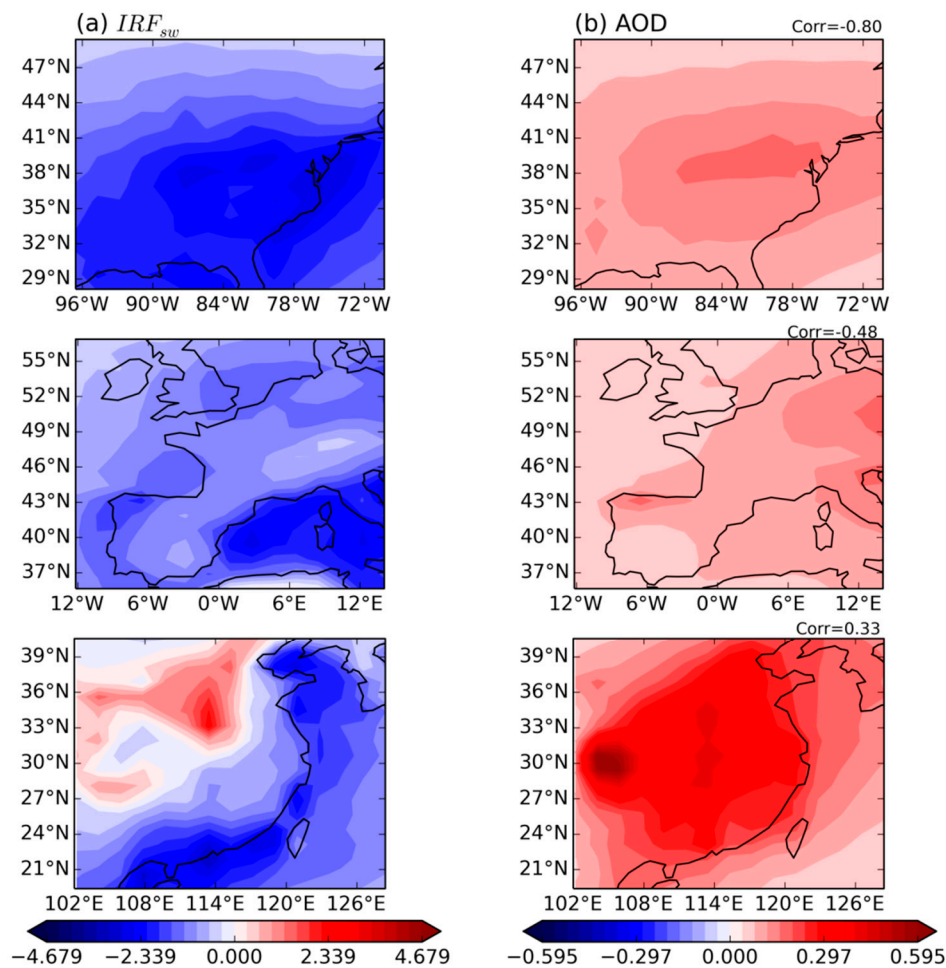 (a) IRF_sw
(b) AOD
Corr=-0.80
47°N
44°N
41°N
38°N
35°N
32°N
29°N
96°W 90°W 84°W 78°W 72°W
47°N
44°N
41°N
38°N
35°N
32°N
29°N
96°W 90°W 84°W 78°W 72°W
Corr=-0.48
55°N
52°N
49°N
46°N
43°N
40°N
37°N
12°W 6°W 0°W 6°E 12°E
55°N
52°N
49°N
46°N
43°N
40°N
37°N
12°W 6°W 0°W 6°E 12°E
Corr=0.33
39°N
36°N
33°N
30°N
27°N
24°N
21°N
102°E 108°E 114°E 120°E 126°E
39°N
36°N
33°N
30°N
27°N
24°N
21°N
102°E 108°E 114°E 120°E 126°E
−4.679 −2.339 0.000 2.339 4.679
−0.595 −0.297 0.000 0.297 0.595